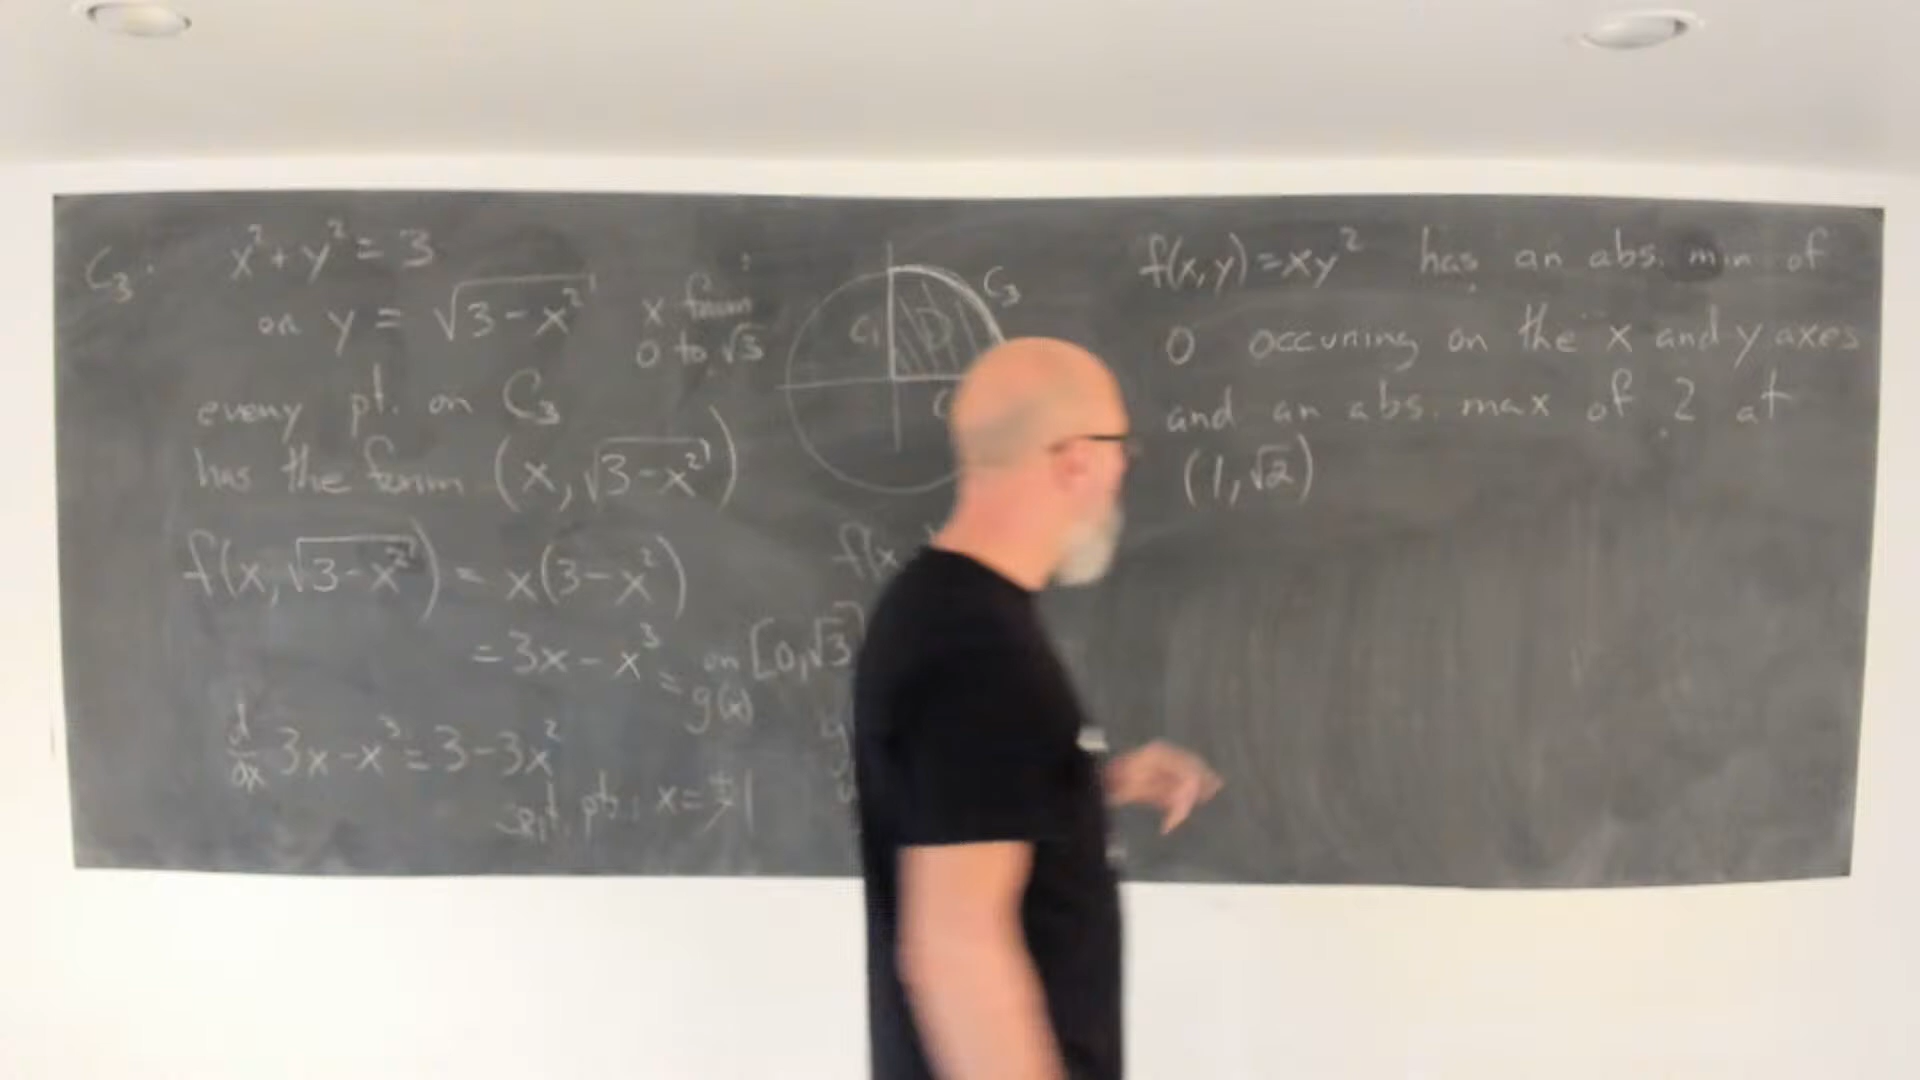 C₃: x² + y² = 3
or y = √(3 - x²) x from
0 to √3
every pt. on C₃
has the form (x, √(3 - x²))
f(x, √(3 - x²)) = x(3 - x²)
= 3x - x³ = g(x) on [0, √3]
d/dx 3x - x³ = 3 - 3x²
crit. pts: x = ±1
C₃
C₁ D
f(x
f(x,y) = xy² has an abs. min of
0 occuring on the x and y axes
and an abs. max of 2 at
(1, √2)